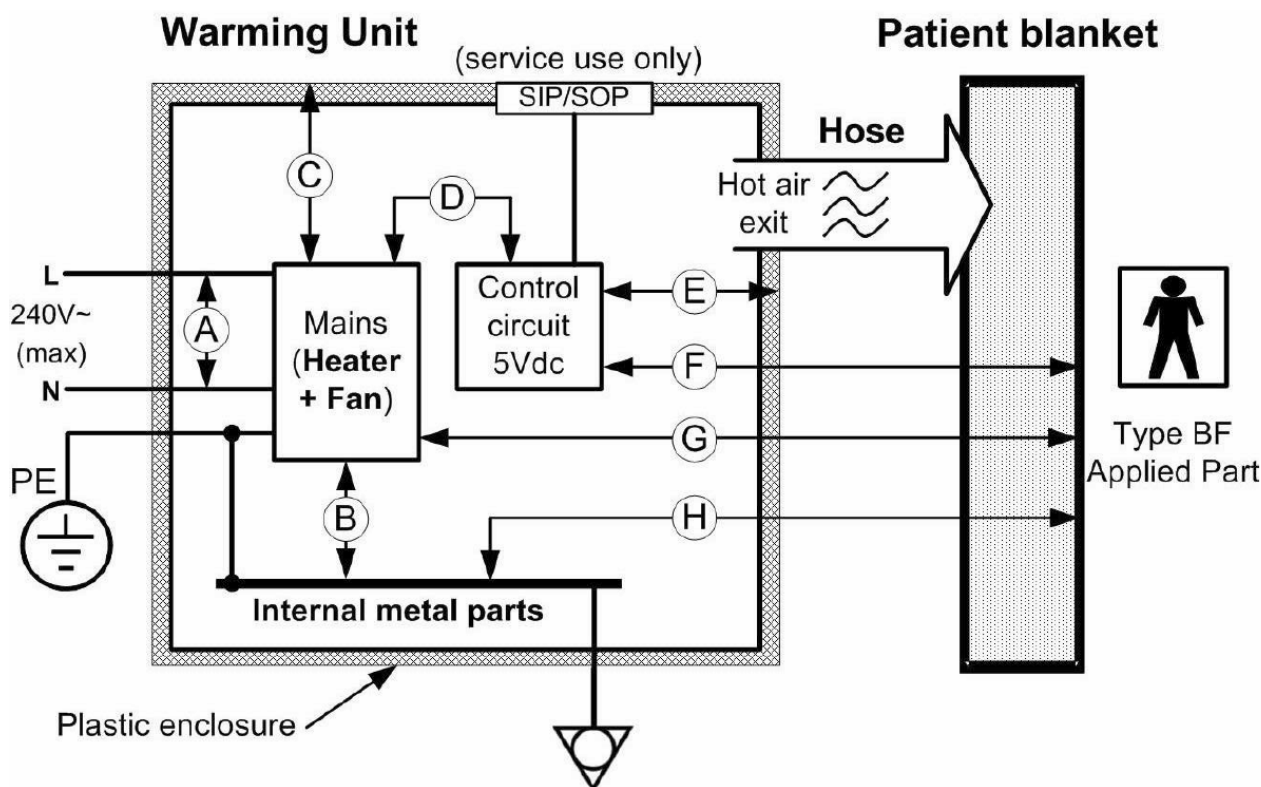 Warming Unit
Patient blanket
(service use only)
SIP/SOP
Hose
Hot air
exit
C
D
L
240V~
(max)
N
A
Mains
(Heater
+ Fan)
Control
circuit
5Vdc
E
F
G
H
B
PE
Type BF
Applied Part
Internal metal parts
Plastic enclosure